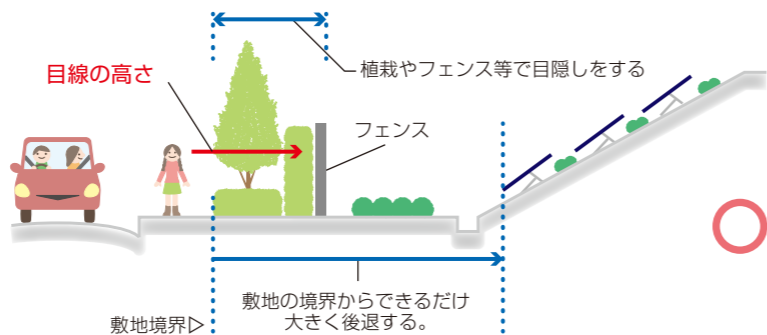 植栽やフェンス等で目隠しをする
目線の高さ
フェンス
敷地の境界からできるだけ
大きく後退する。
敷地境界▷